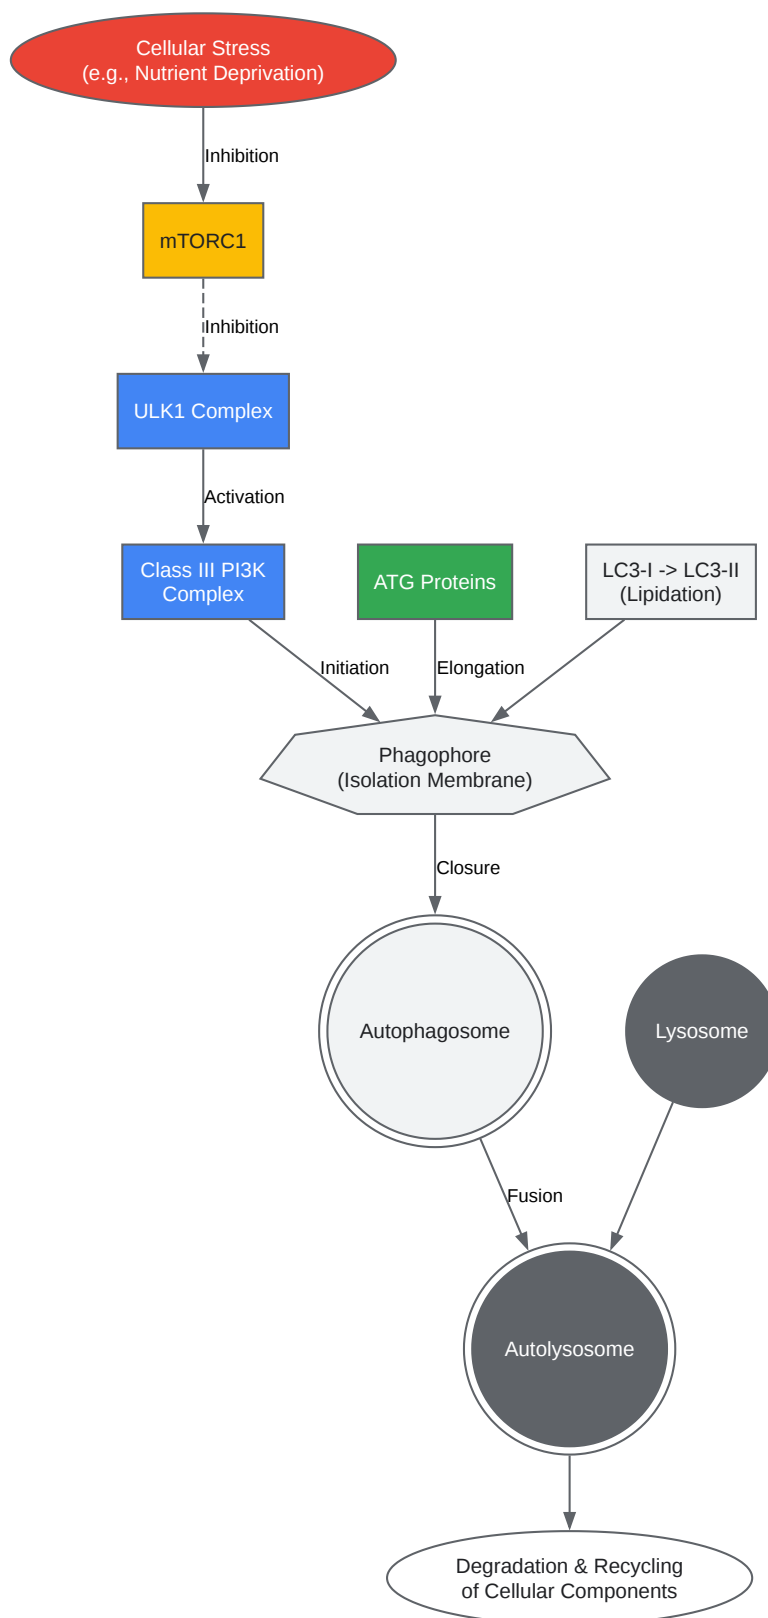 Cellular Stress
(e.g., Nutrient Deprivation)
Inhibition
mTORC1
Inhibition
ULK1 Complex
Activation
Class III PI3K
Complex
ATG Proteins
LC3-I -> LC3-II
(Lipidation)
Initiation
Elongation
Phagophore
(Isolation Membrane)
Closure
Autophagosome
Lysosome
Fusion
Autolysosome
Degradation & Recycling
of Cellular Components